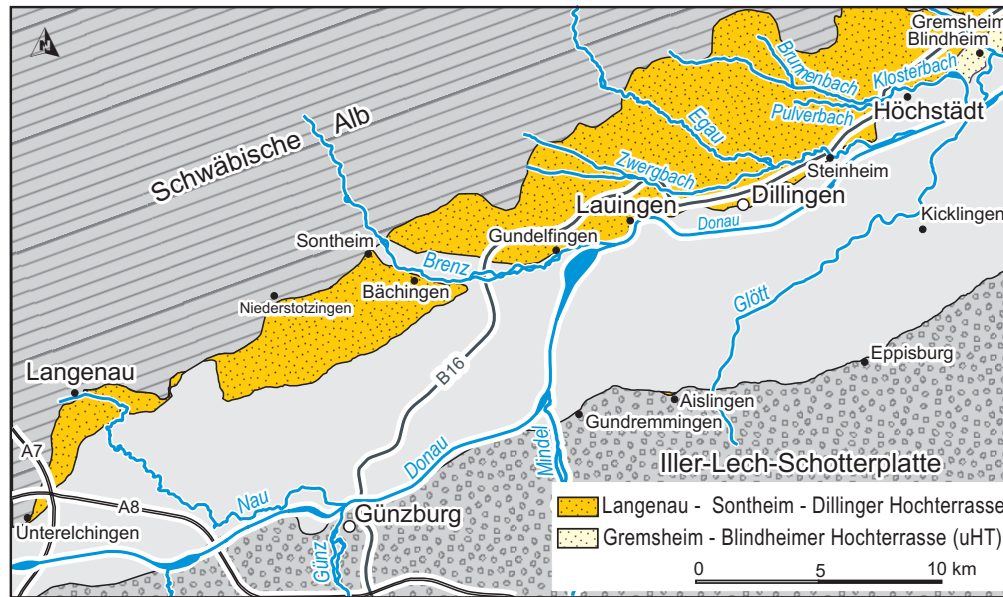 N
Gremsheim
Blindheim
Brunnenbach
Klosterbach
Höchstädt
Pulverbach
Schwäbische Alb
Egau
Zwergbach
Steinheim
Dillingen
Lauingen
Donau
Kicklingen
Gundelfingen
Sontheim
Brenz
Bächingen
Niederstotzingen
Glött
Langenau
B16
Eppisburg
Aislingen
Gundremmingen
Mindel
Donau
A7
Iller-Lech-Schotterplatte
Nau
A8
Günzburg
Unterelchingen
Günz
Langenau - Sontheim - Dillinger Hochterrasse
Gremsheim - Blindheimer Hochterrasse (uHT)
0 5 10 km